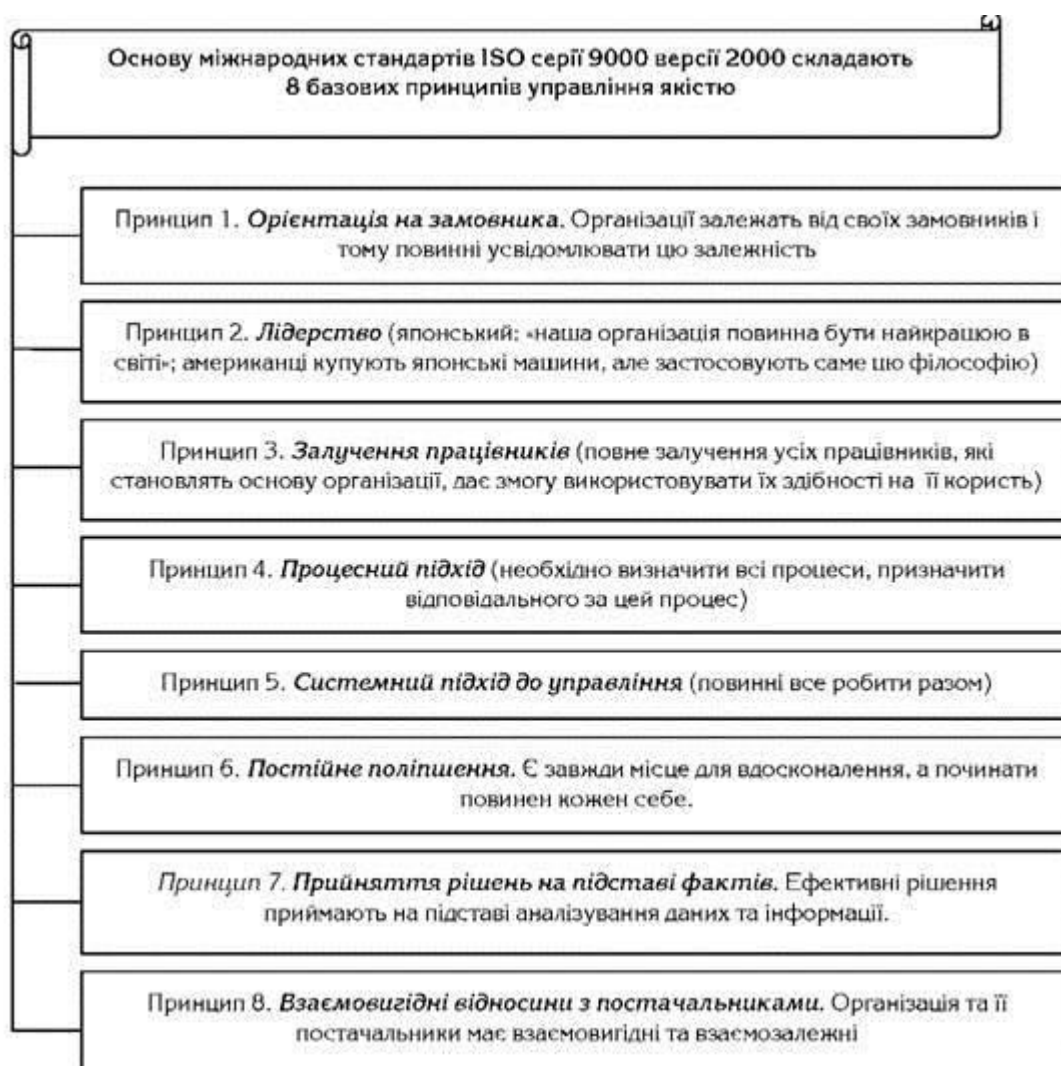 Основу міжнародних стандартів ISO серії 9000 версії 2000 складають
8 базових принципів управління якістю
Принцип 1. Орієнтація на замовника. Організації залежать від своїх замовників і
тому повинні усвідомлювати цю залежність
Принцип 2. Лідерство (японський: «наша організація повинна бути найкращою в
світі»; американці купують японські машини, але застосовують саме цю філософію)
Принцип 3. Залучення працівників (повне залучення усіх працівників, які
становлять основу організації, дає змогу використовувати їх здібності на її користь)
Принцип 4. Процесний підхід (необхідно визначити всі процеси, призначити
відповідального за цей процес)
Принцип 5. Системний підхід до управління (повинні все робити разом)
Принцип 6. Постійне поліпшення. Є завжди місце для вдосконалення, а починати
повинен кожен себе.
Принцип 7. Прийняття рішень на підставі фактів. Ефективні рішення
приймають на підставі аналізування даних та інформації.
Принцип 8. Взаємовигідні відносини з постачальниками. Організація та її
постачальники має взаємовигідні та взаємозалежні